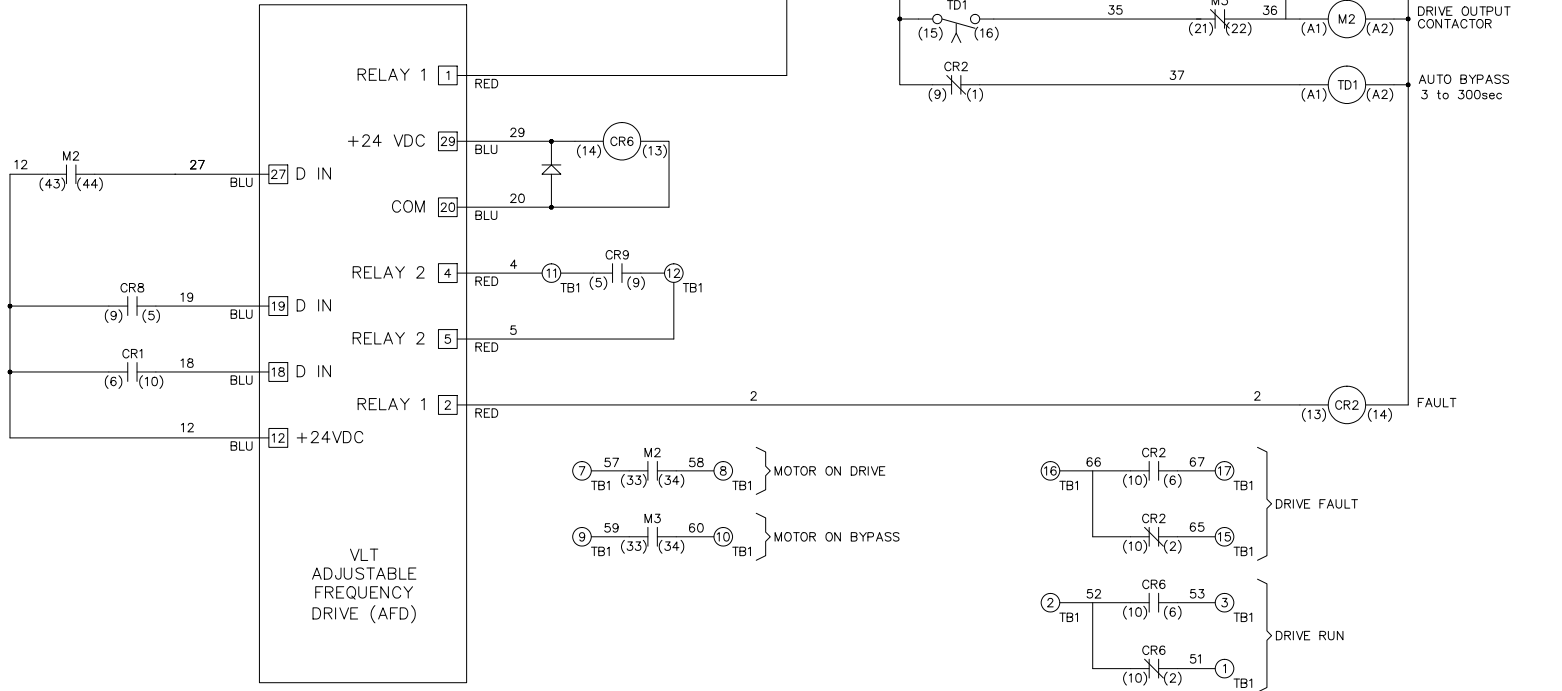 TD1
(15) (16)
35
M3
(21) (22)
36
M2
(A1) (A2)
DRIVE OUTPUT
CONTACTOR
RELAY 1 1
RED
CR2
(9) (1)
37
TD1
(A1) (A2)
AUTO BYPASS
3 to 300sec
+24 VDC 29
29
BLU
CR6
(14) (13)
12
M2
(43) (44)
27
BLU
27 D IN
COM 20
20
BLU
RELAY 2 4
4
RED
11
TB1
CR9
(5) (9)
12
TB1
CR8
(9) (5)
19
BLU
19 D IN
RELAY 2 5
5
RED
CR1
(6) (10)
18
BLU
18 D IN
RELAY 1 2
RED
2
2
CR2
(13) (14)
FAULT
12
BLU
12 +24VDC
7
TB1
57
M2
(33) (34)
58
8
TB1
MOTOR ON DRIVE
16
TB1
66
CR2
(10) (6)
67
17
TB1
DRIVE FAULT
9
TB1
59
M3
(33) (34)
60
10
TB1
MOTOR ON BYPASS
CR2
(10) (2)
65
15
TB1
VLT
ADJUSTABLE
FREQUENCY
DRIVE (AFD)
2
TB1
52
CR6
(10) (6)
53
3
TB1
DRIVE RUN
CR6
(10) (2)
51
1
TB1